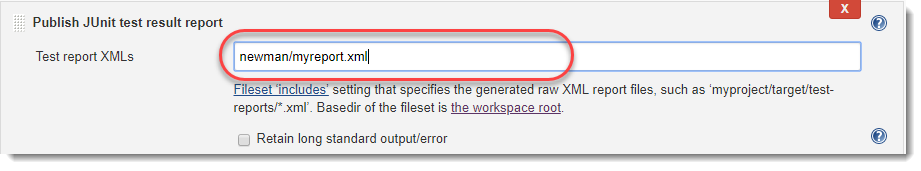 X
Publish JUnit test result report
?
Test report XMLs
newman/myreport.xml
Fileset ‘includes’ setting that specifies the generated raw XML report files, such as ‘myproject/target/test-
reports/*.xml’. Basedir of the fileset is the workspace root.
Retain long standard output/error
?